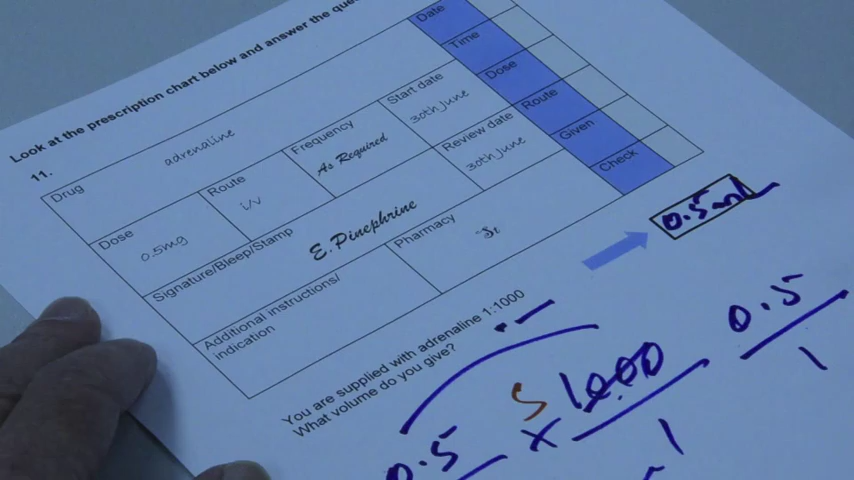 Look at the prescription chart below and answer the que
11.
Drug
adrenaline
Date
Time
Dose
Route
Given
Check
Dose
0.5mg
Route
i/v
Frequency
As Required
Start date
30th June
Review date
30th June
Signature/Bleep/Stamp
E.Pinephrine
Pharmacy
Additional instructions/
indication
You are supplied with adrenaline 1:1000
What volume do you give?
0.5ml
0.5 x 1000
1
0.5
1